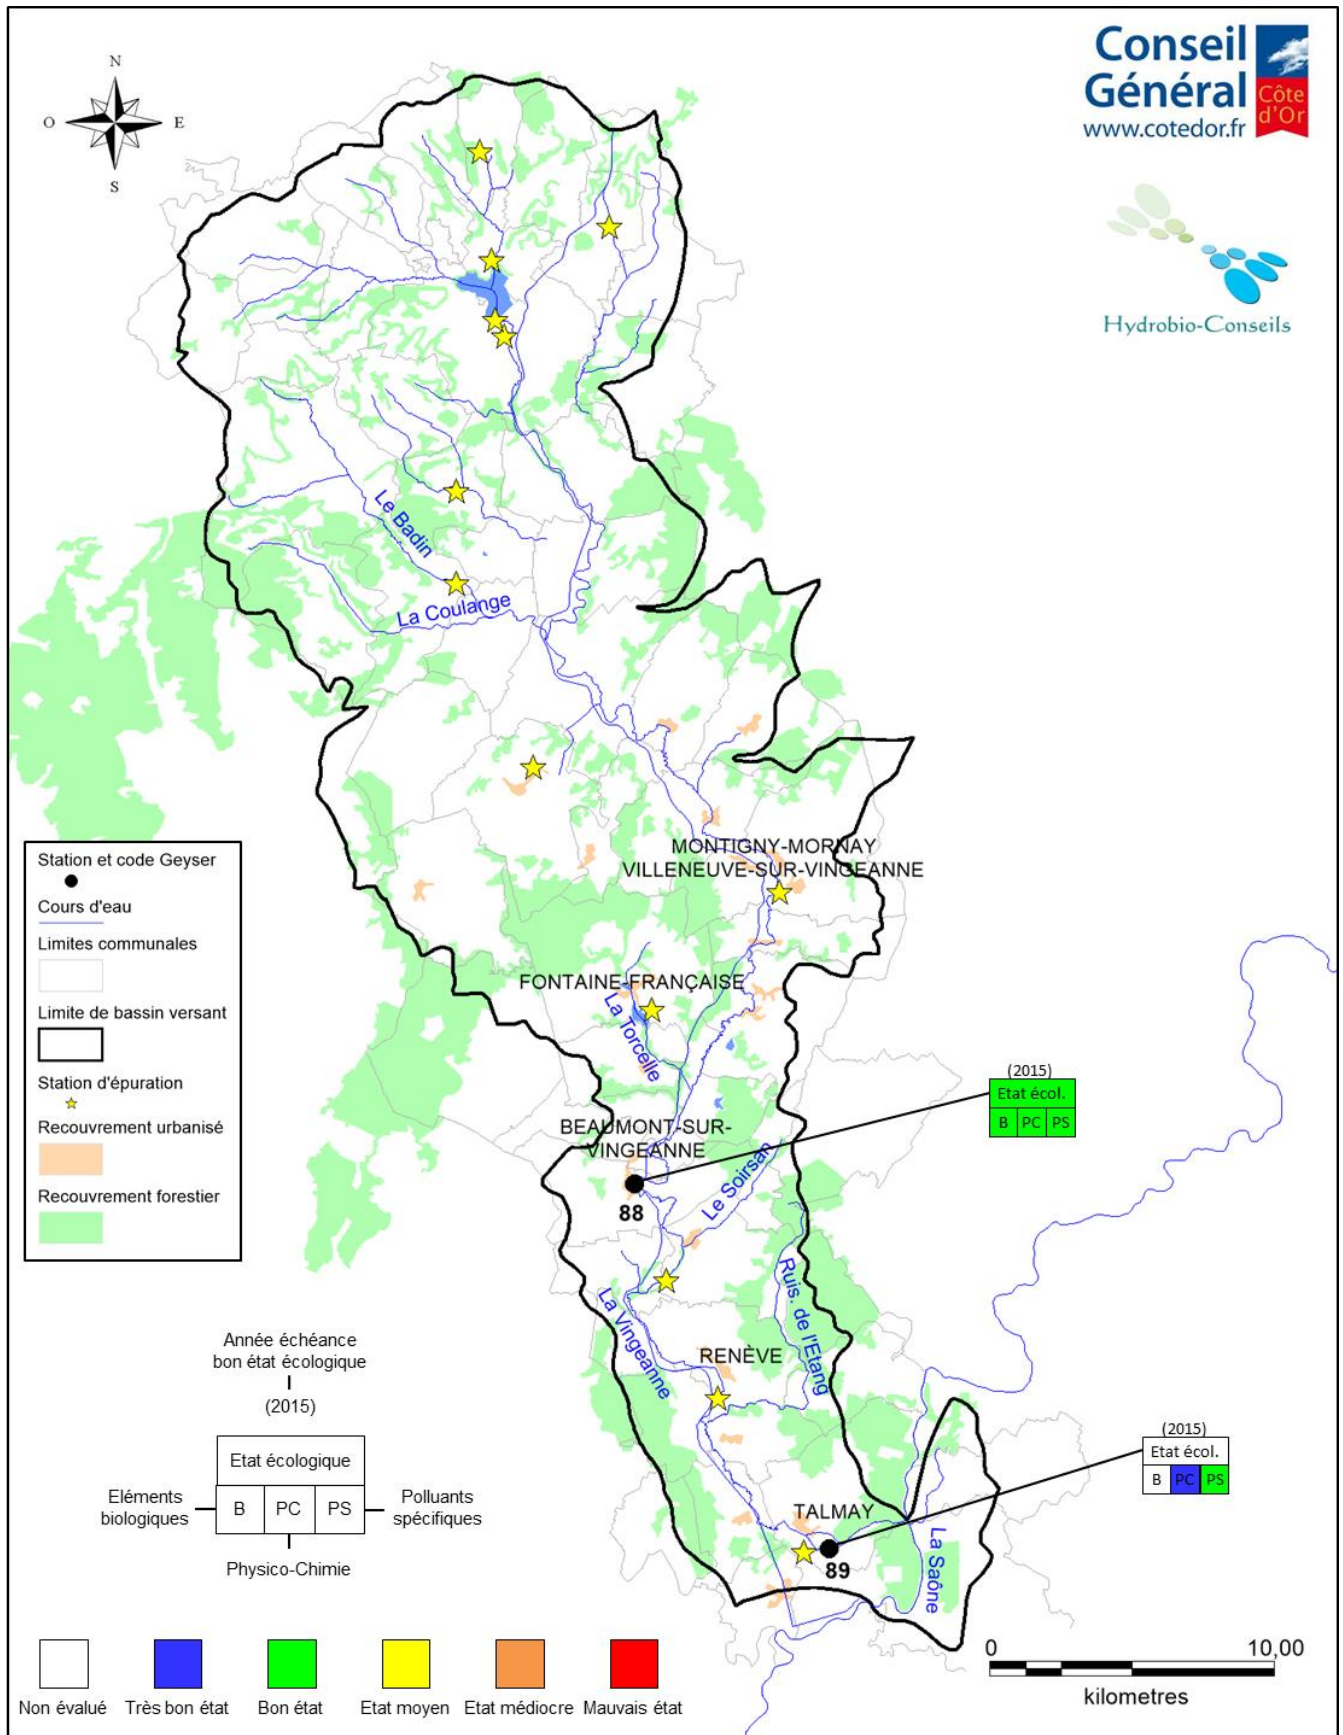 Conseil
Général
Côte
d'Or
www.cotedor.fr
N
O
E
S
Hydrobio-Conseils
Le Badin
La Coulange
MONTIGNY-MORNAY
VILLENEUVE-SUR-VINGEANNE
FONTAINE-FRANÇAISE
La Torcelle
BEAUMONT-SUR-
VINGEANNE
88
Le Soirsan
(2015)
Etat écol.
B PC PS
Station et code Geyser
Cours d'eau
Limites communales
Limite de bassin versant
Station d'épuration
Recouvrement urbanisé
Recouvrement forestier
La Vingeanne
Ruis. de l'Etang
RENÈVE
Année échéance
bon état écologique
(2015)
Etat écologique
B PC PS
Eléments
biologiques
Polluants
spécifiques
Physico-Chimie
(2015)
Etat écol.
B PC PS
TALMAY
89
La Saône
0 10,00
kilometres
Non évalué
Très bon état
Bon état
Etat moyen
Etat médiocre
Mauvais état